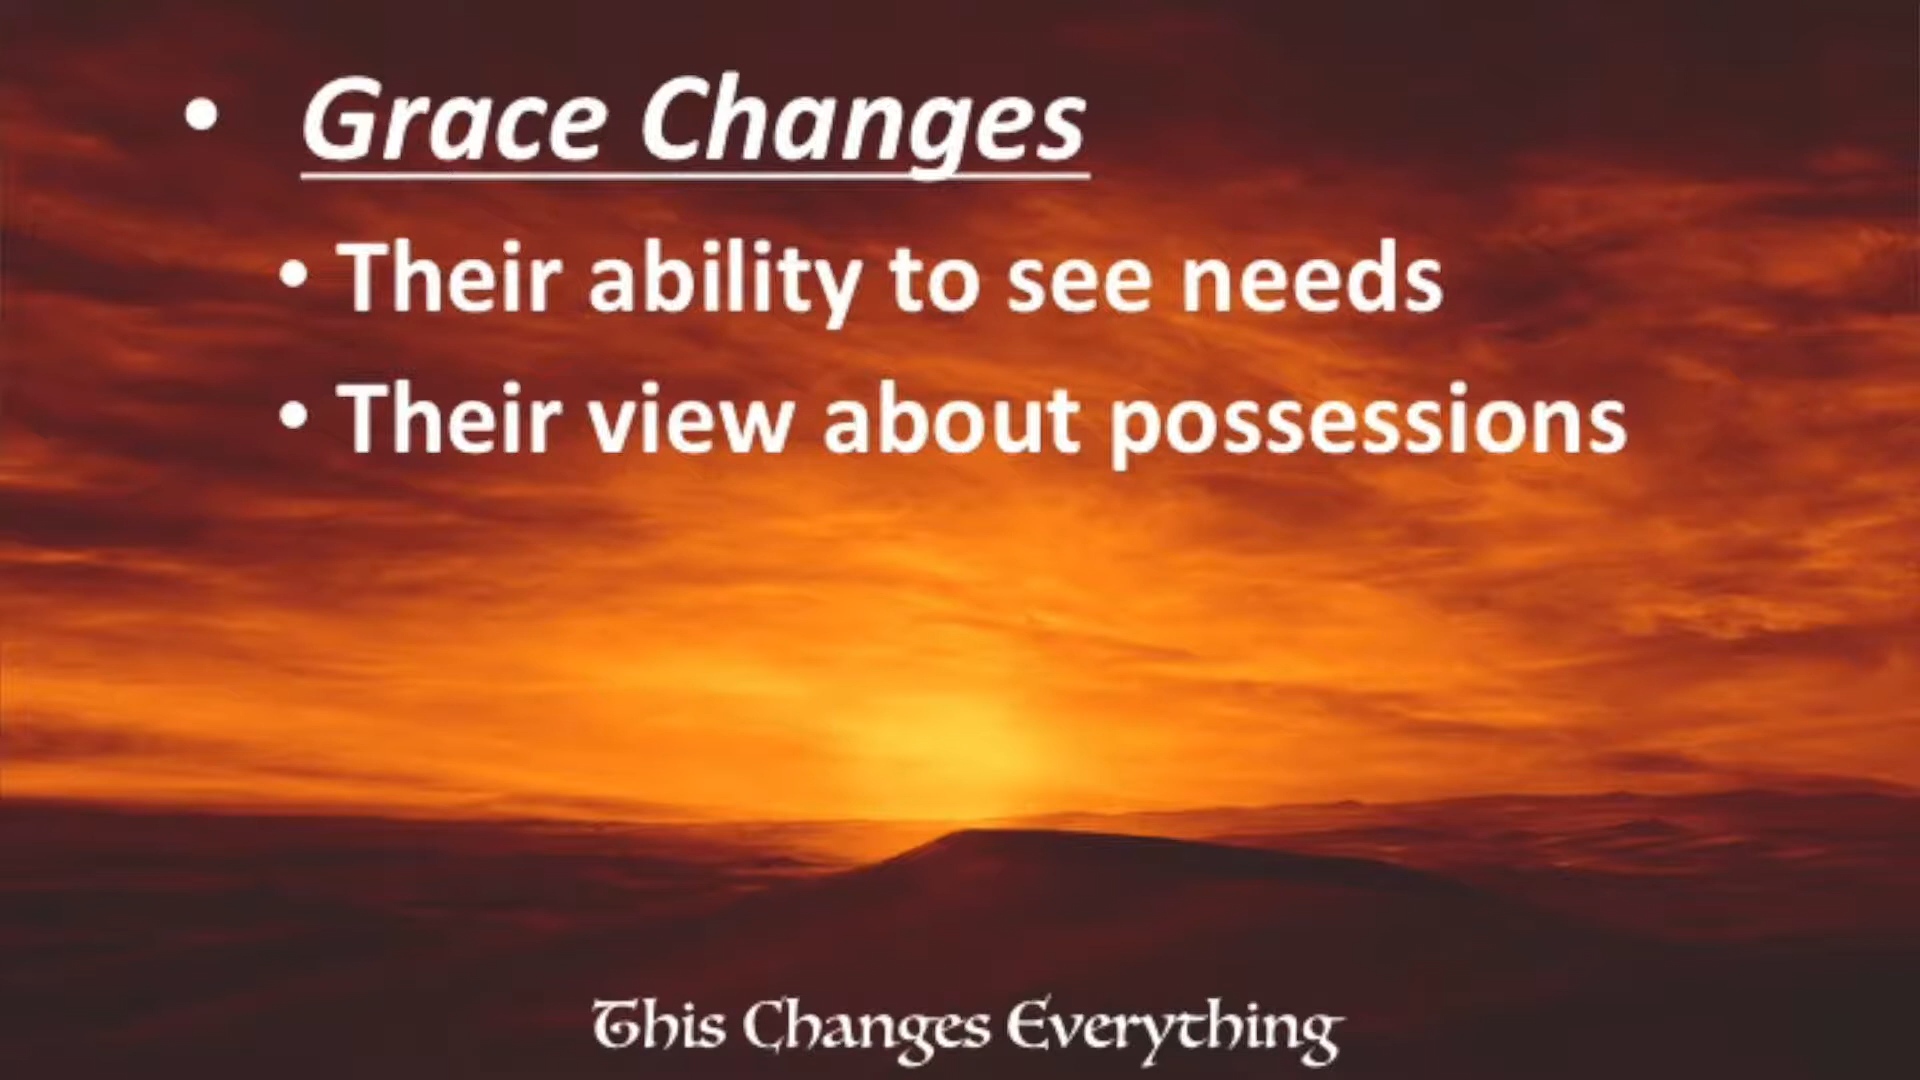 • Grace Changes
• Their ability to see needs
• Their view about possessions
This Changes Everything